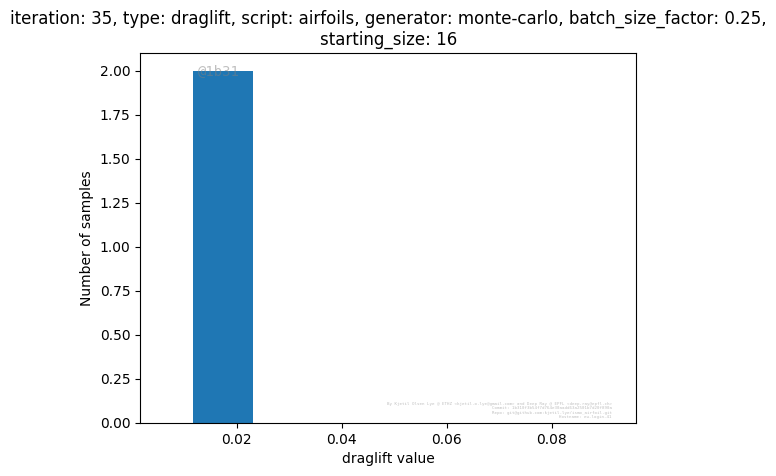 iteration: 35, type: draglift, script: airfoils, generator: monte-carlo, batch_size_factor: 0.25,
starting_size: 16
@1b31
2.00
1.75
1.50
1.25
1.00
0.75
0.50
0.25
0.00
Number of samples
0.02 0.04 0.06 0.08
draglift value